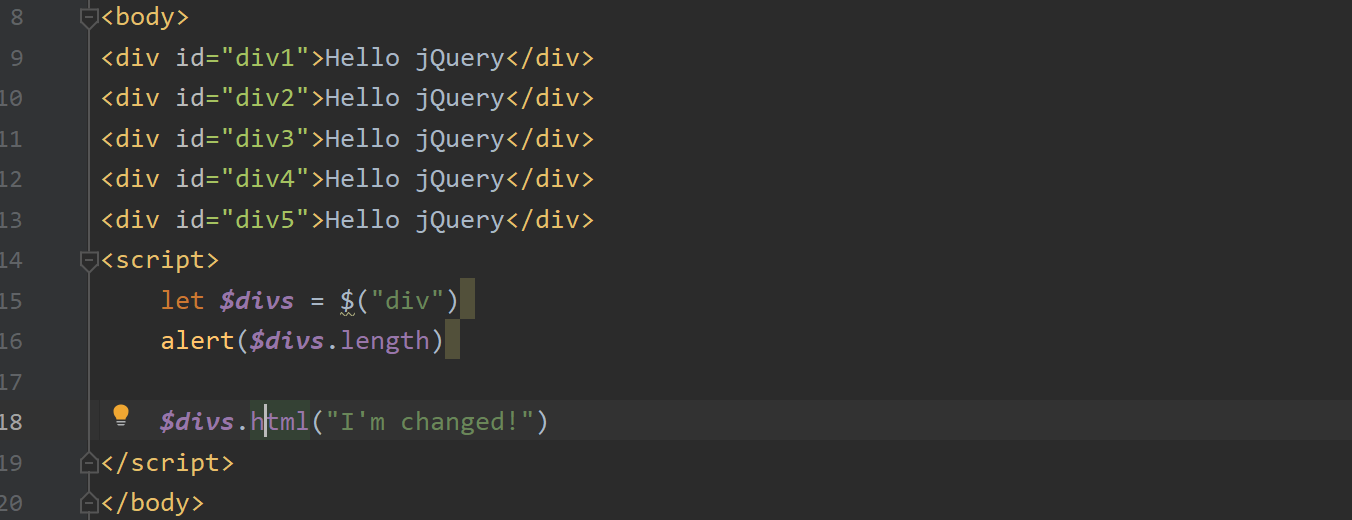 8 <body>
9 <div id="div1">Hello jQuery</div>
10 <div id="div2">Hello jQuery</div>
11 <div id="div3">Hello jQuery</div>
12 <div id="div4">Hello jQuery</div>
13 <div id="div5">Hello jQuery</div>
14 <script>
15     let $divs = $("div")
16     alert($divs.length)
17
18     $divs.html("I'm changed!")
19 </script>
20 </body>